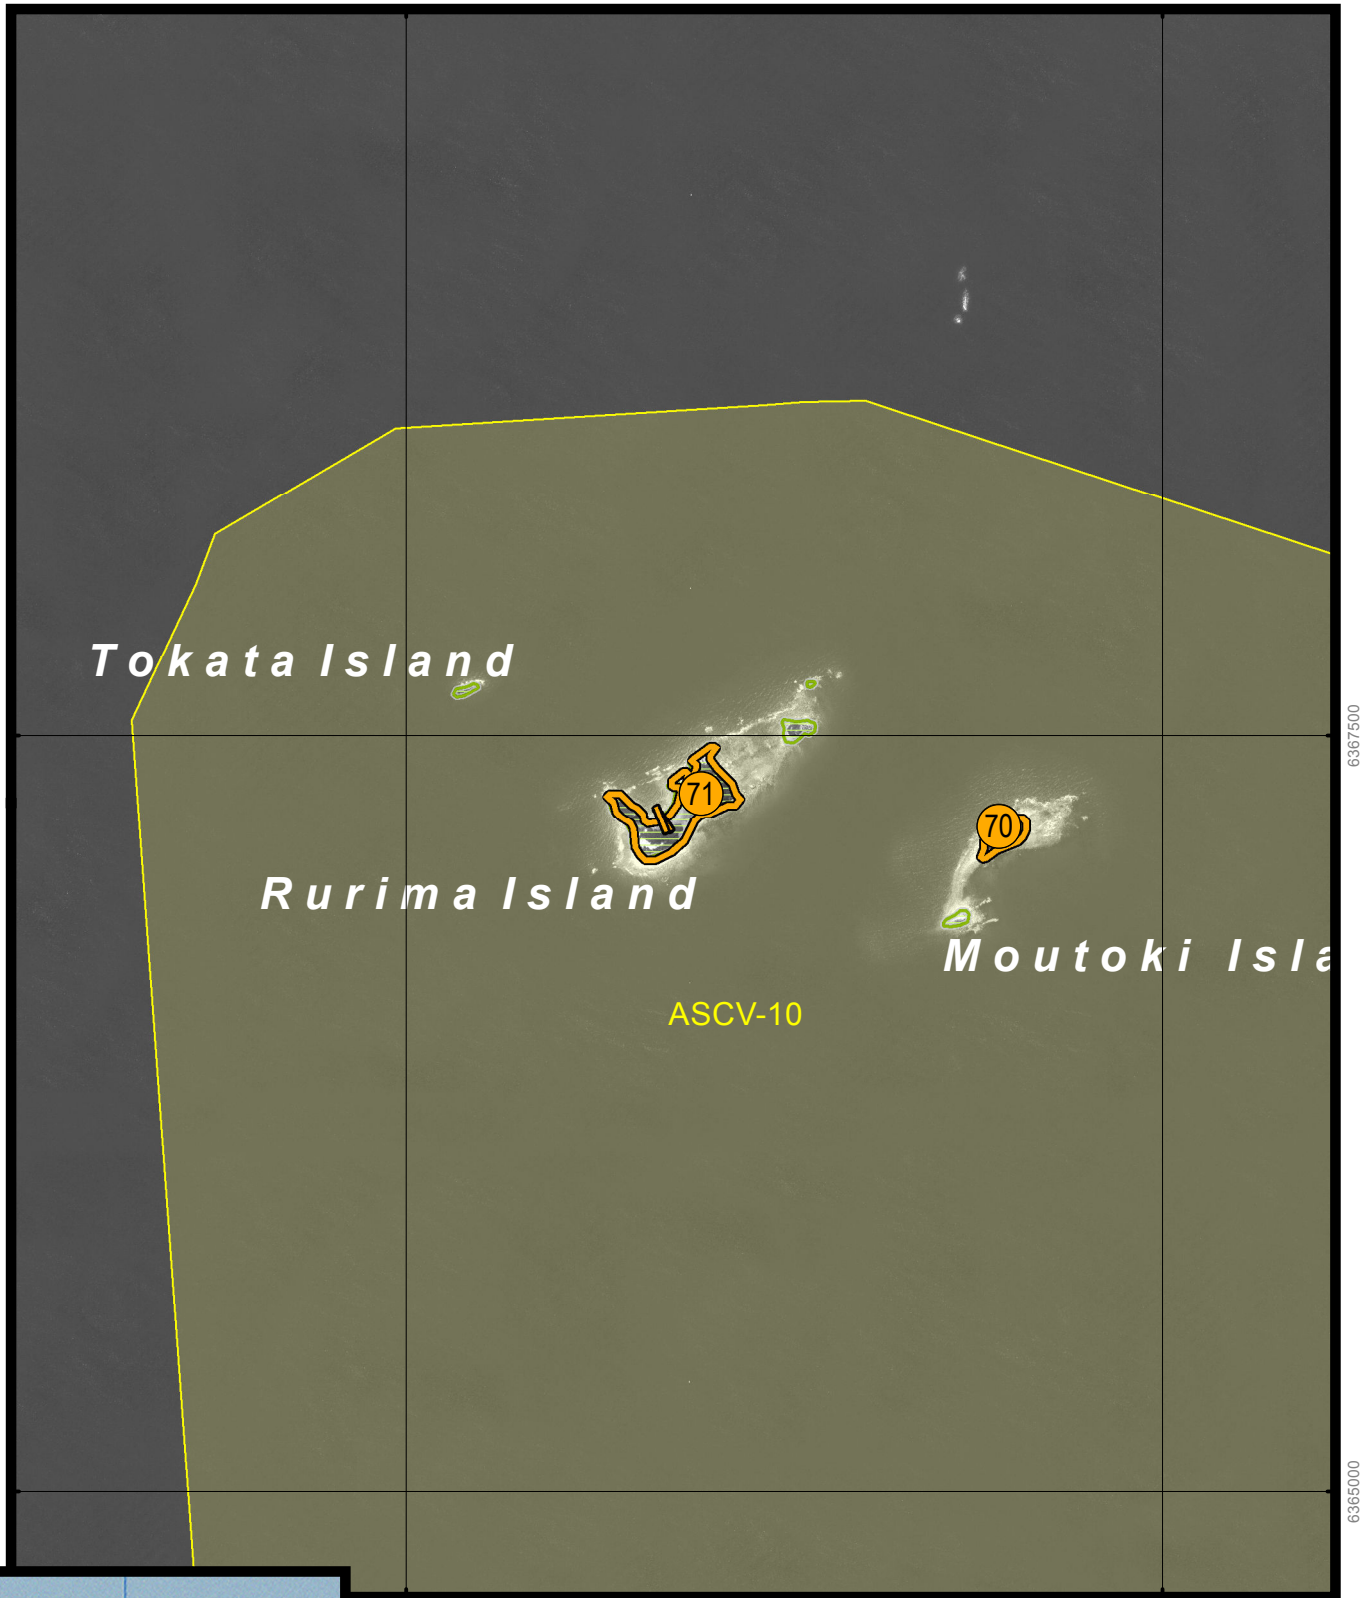 Tokata Island
6367500
71
70
Rurima Island
Moutoki Isla
ASCV-10
6365000